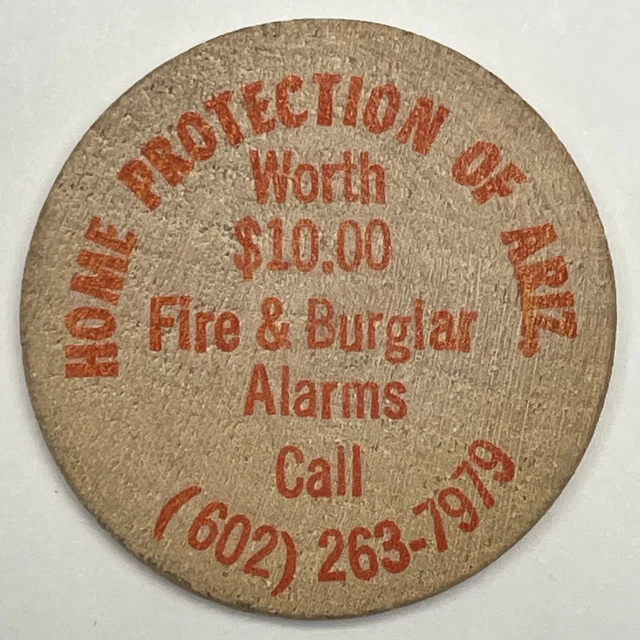 HOME PROTECTION OF ARIZ.
Worth
$10.00
Fire & Burglar
Alarms
Call
(602) 263-7979